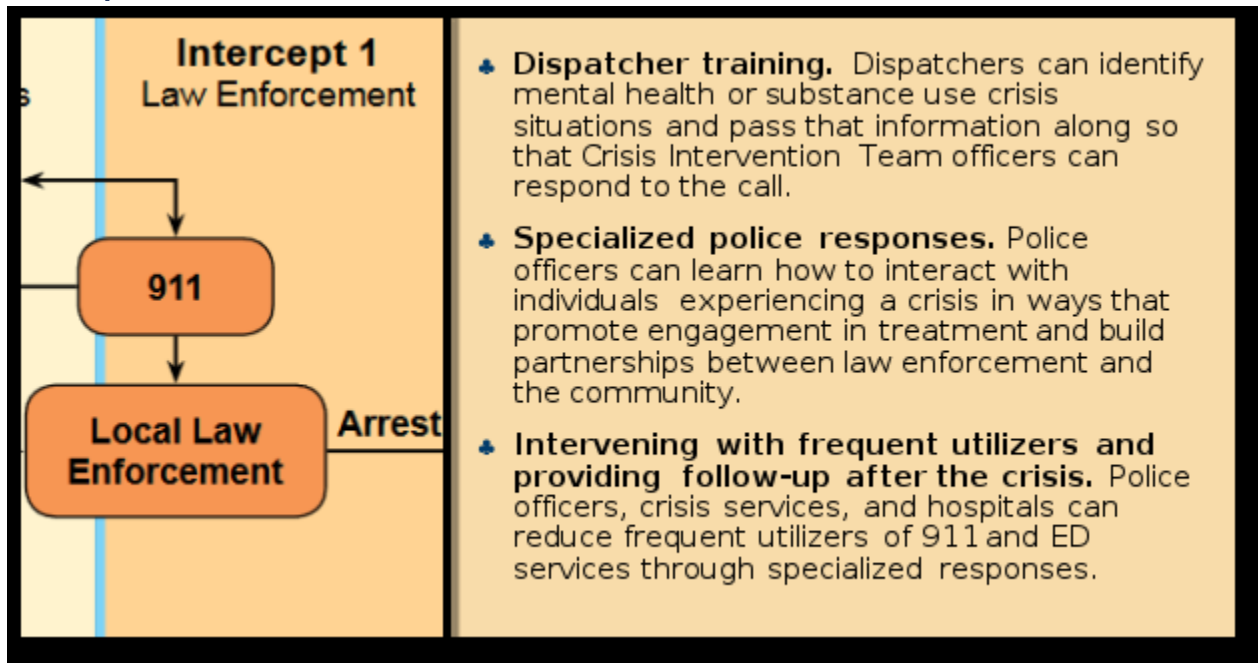 Intercept 1
Law Enforcement
s
911
Local Law
Enforcement
Arrest
♣ Dispatcher training. Dispatchers can identify
mental health or substance use crisis
situations and pass that information along so
that Crisis Intervention Team officers can
respond to the call.
♣ Specialized police responses. Police
officers can learn how to interact with
individuals experiencing a crisis in ways that
promote engagement in treatment and build
partnerships between law enforcement and
the community.
♣ Intervening with frequent utilizers and
providing follow-up after the crisis. Police
officers, crisis services, and hospitals can
reduce frequent utilizers of 911 and ED
services through specialized responses.